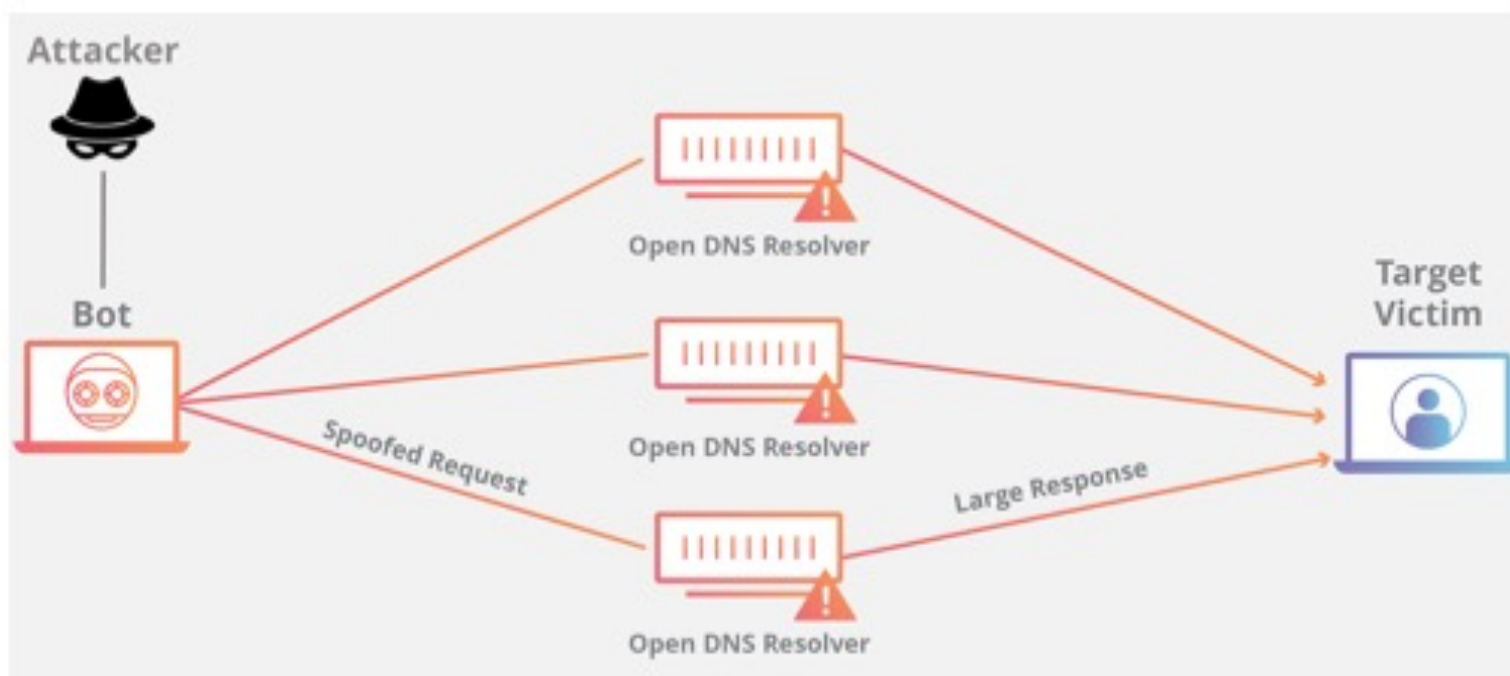 Attacker
Bot
Open DNS Resolver
Open DNS Resolver
Open DNS Resolver
Spoofed Request
Large Response
Target
Victim